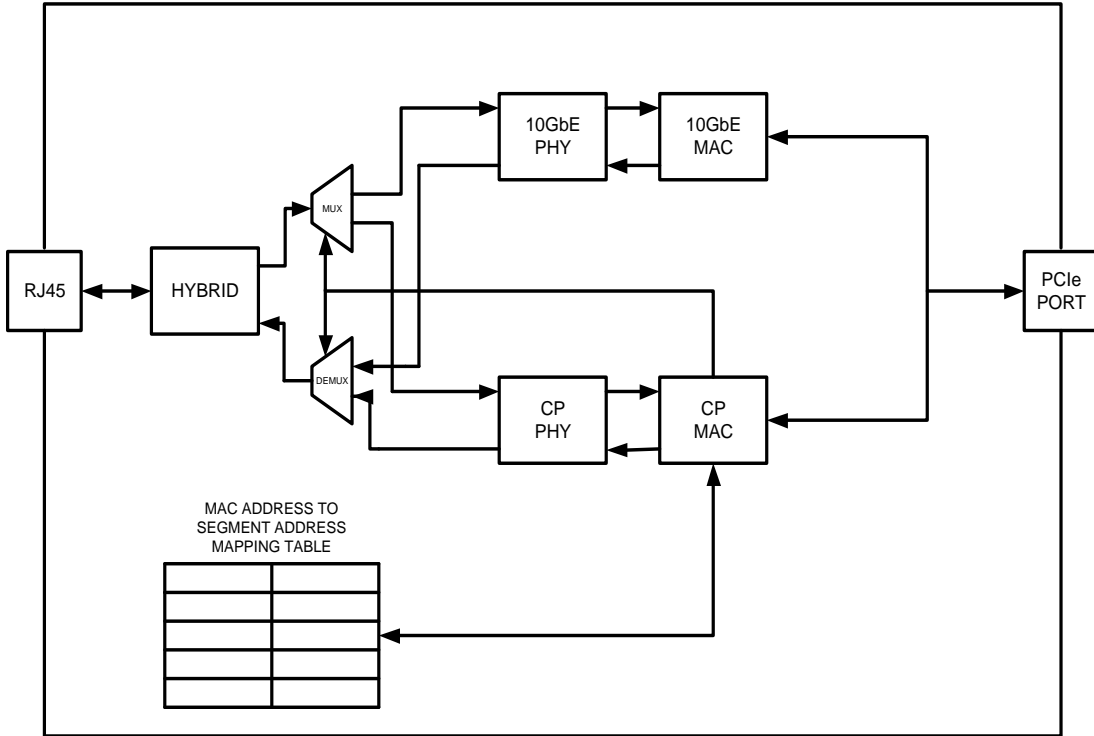 10GbE
PHY
10GbE
MAC
MUX
RJ45
HYBRID
PCIe
PORT
DEMUX
CP
PHY
CP
MAC
MAC ADDRESS TO
SEGMENT ADDRESS
MAPPING TABLE